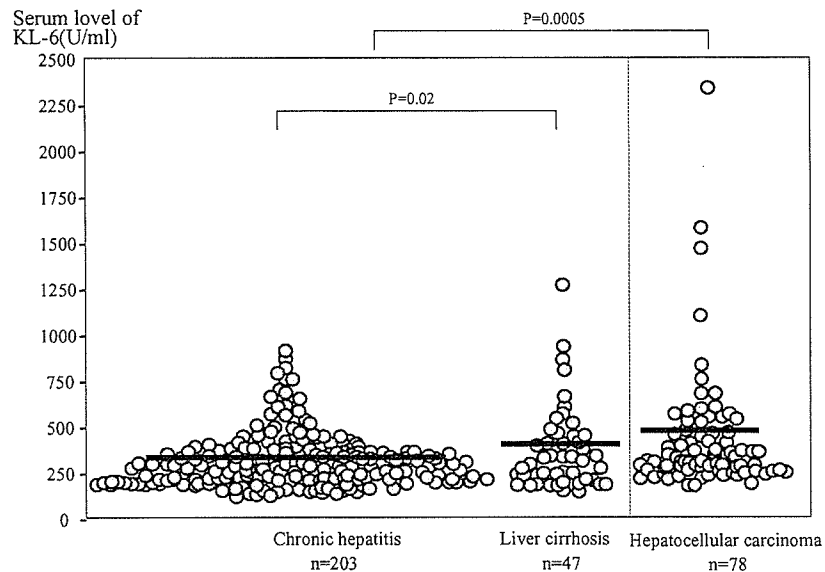 Serum lovel of
KL-6(U/ml)
P=0.0005
2500
P=0.02
2250
2000
1750
1500
1250
1000
750
500
250
0
Chronic hepatitis
Liver cirrhosis
Hepatocellular carcinoma
n=203
n=47
n=78